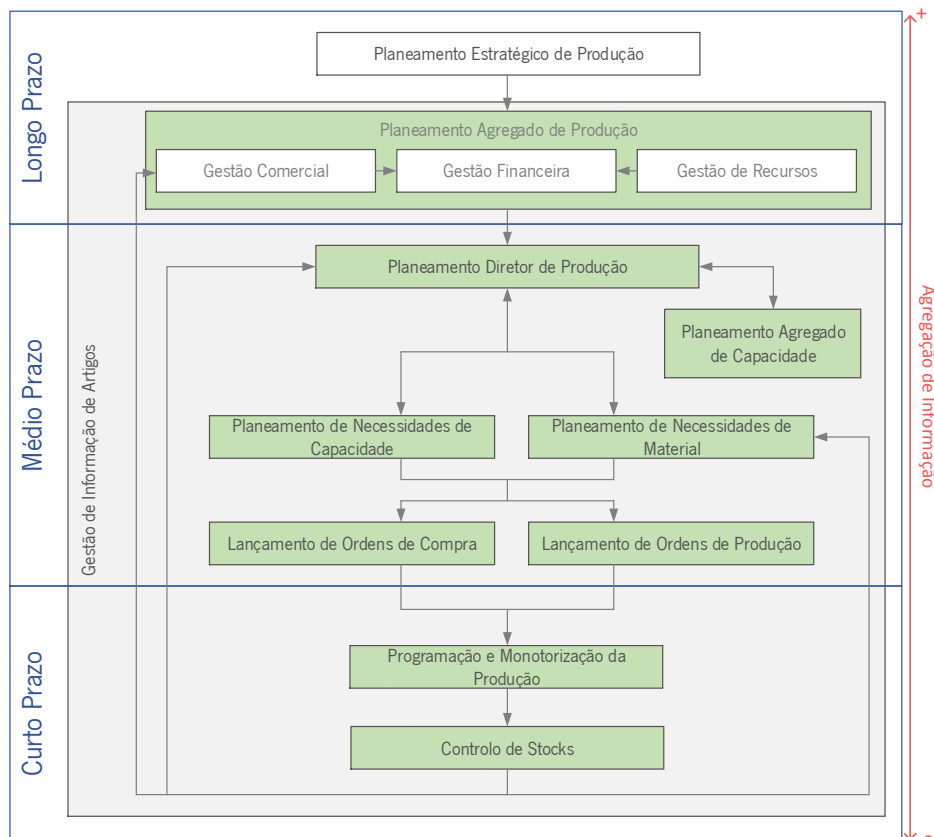 Longo Prazo
Planeamento Estratégico de Produção
Planeamento Agregado de Produção
Gestão Comercial
Gestão Financeira
Gestão de Recursos
Médio Prazo
Gestão de Informação de Artigos
Planeamento Diretor de Produção
Planeamento Agregado
de Capacidade
Planeamento de Necessidades de
Capacidade
Planeamento de Necessidades de
Material
Lançamento de Ordens de Compra
Lançamento de Ordens de Produção
Curto Prazo
Programação e Monotorização da
Produção
Controlo de Stocks
+
Agregação de Informação